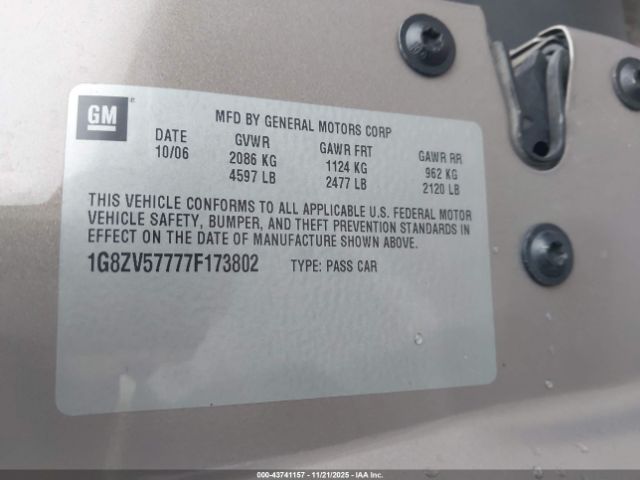 GM
MFD BY GENERAL MOTORS CORP
DATE GVWR GAWR FRT GAWR RR
10/06 2086 KG 1124 KG 962 KG
4597 LB 2477 LB 2120 LB
THIS VEHICLE CONFORMS TO ALL APPLICABLE U.S. FEDERAL MOTOR
VEHICLE SAFETY, BUMPER, AND THEFT PREVENTION STANDARDS IN
EFFECT ON THE DATE OF MANUFACTURE SHOWN ABOVE.
1G8ZV57777F173802 TYPE: PASS CAR
000-43741157 - 11/21/2025 - IAA Inc.